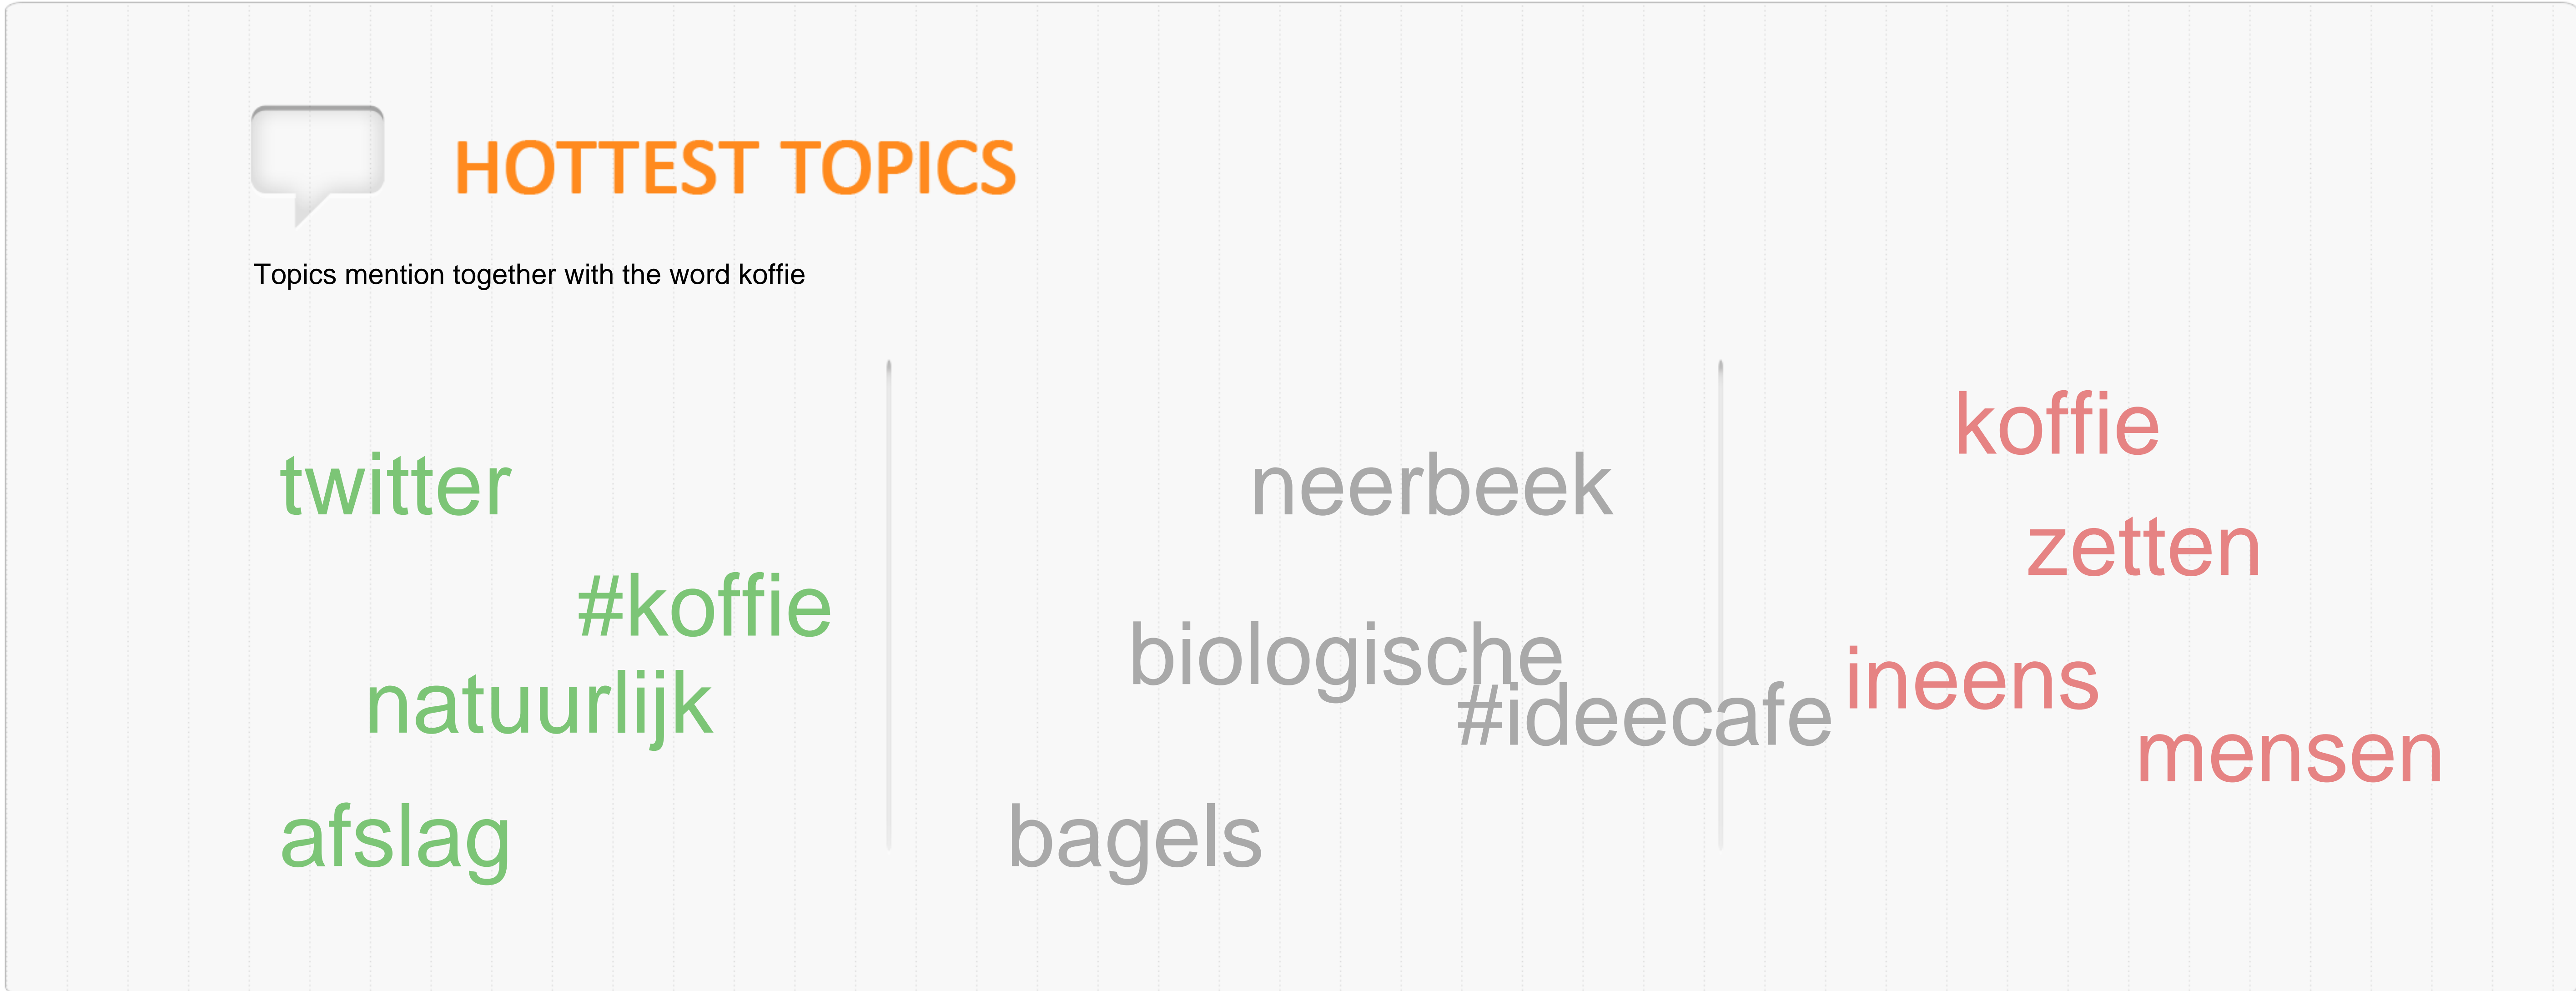 HOTTEST TOPICS
Topics mention together with the word koffie
twitter
#koffie
natuurlijk
afslag
neerbeek
biologische
#ideecafe
bagels
koffie
zetten
ineens
mensen